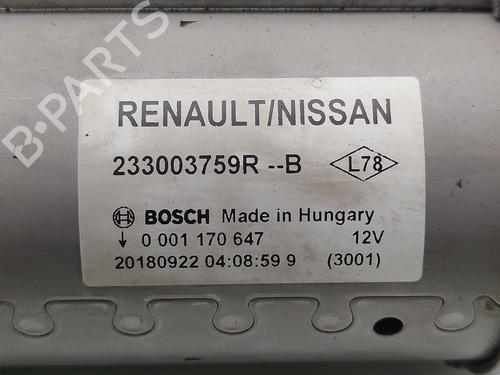 RENAULT/NISSAN
233003759R --B L78
BOSCH Made in Hungary
0 001 170 647 12V
20180922 04:08:59 9 (3001)
B-PARTS
B-PARTS